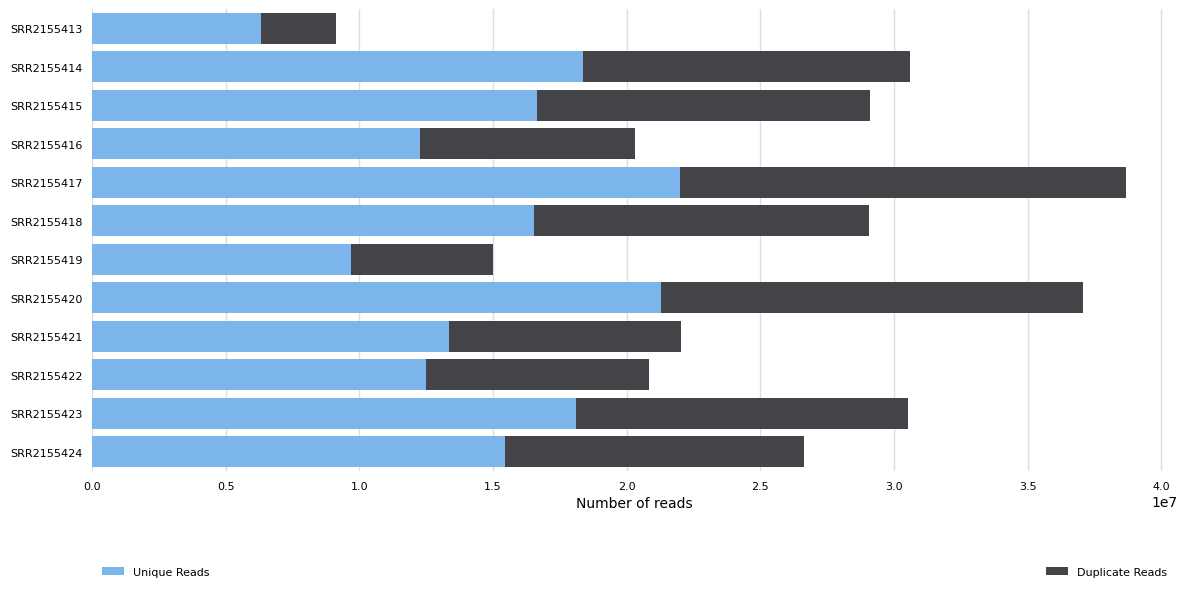 SRR2155413
SRR2155414
SRR2155415
SRR2155416
SRR2155417
SRR2155418
SRR2155419
SRR2155420
SRR2155421
SRR2155422
SRR2155423
SRR2155424
0.0 0.5 1.0 1.5 2.0 2.5 3.0 3.5 4.0
Number of reads 1e7
Unique Reads Duplicate Reads